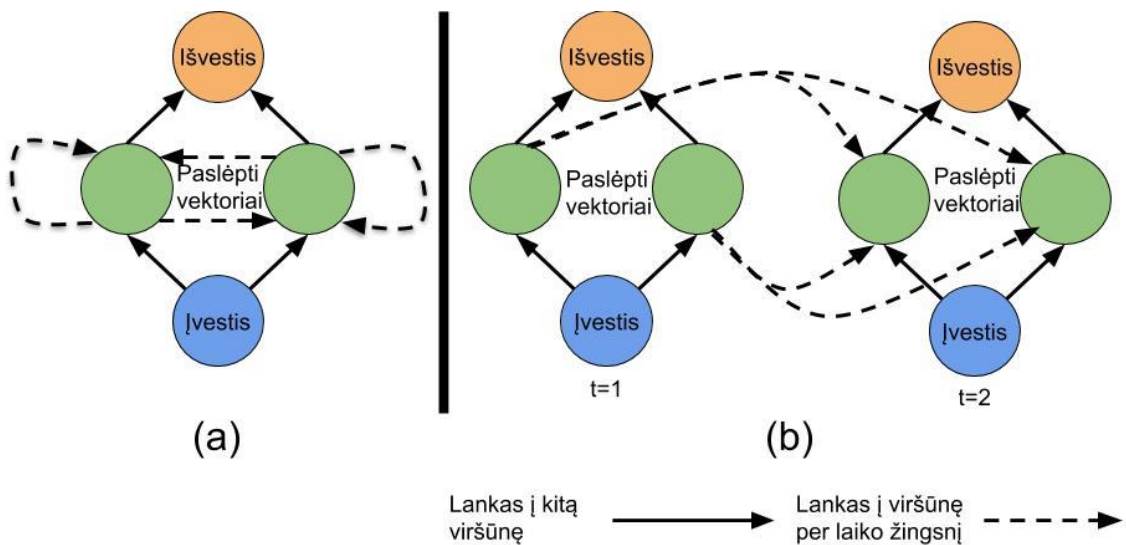 Išvestis
Paslėpti
vektoriai
Įvestis
(a)
Išvestis
Paslėpti
vektoriai
Įvestis
t=1
Išvestis
Paslėpti
vektoriai
Įvestis
t=2
(b)
Lankas į kitą
viršūnę
Lankas į viršūnę
per laiko žingsnį